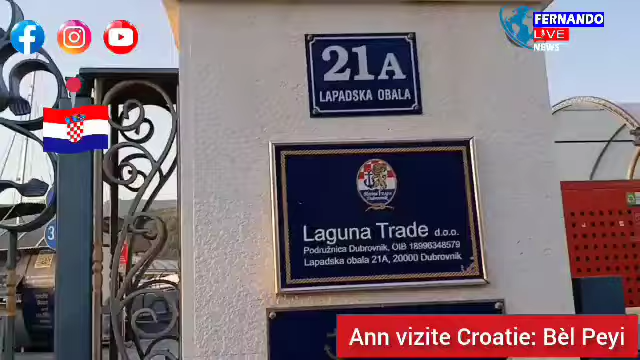 FERNANDO
LIVE
NEWS
21A
LAPADSKA OBALA
Laguna Trade d.o.o.
Podružnica Dubrovnik, OIB 18996348579
Lapadska obala 21A, 20000 Dubrovnik
3
Ann vizite Croatie: Bèl Peyi